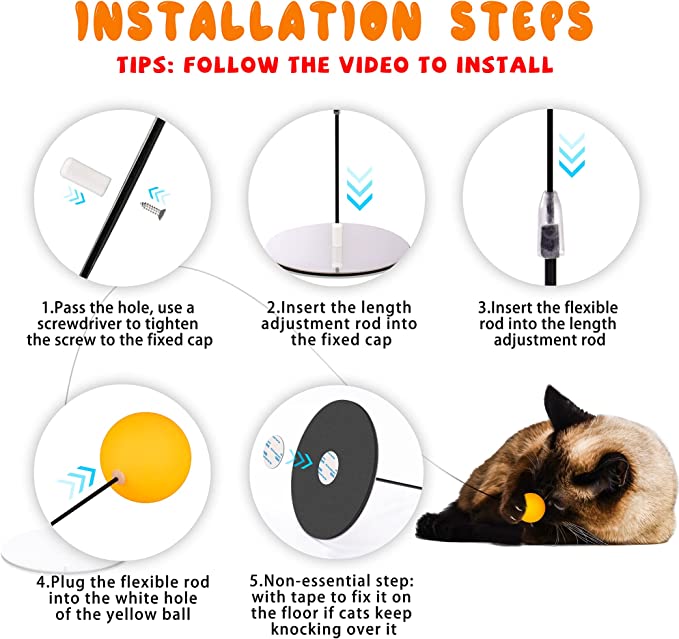 INSTALLATION STEPS
TIPS: FOLLOW THE VIDEO TO INSTALL
1.Pass the hole, use a
screwdriver to tighten
the screw to the fixed cap
2.Insert the length
adjustment rod into
the fixed cap
3.Insert the flexible
rod into the length
adjustment rod
4.Plug the flexible rod
into the white hole
of the yellow ball
5.Non-essential step:
with tape to fix it on
the floor if cats keep
knocking over it